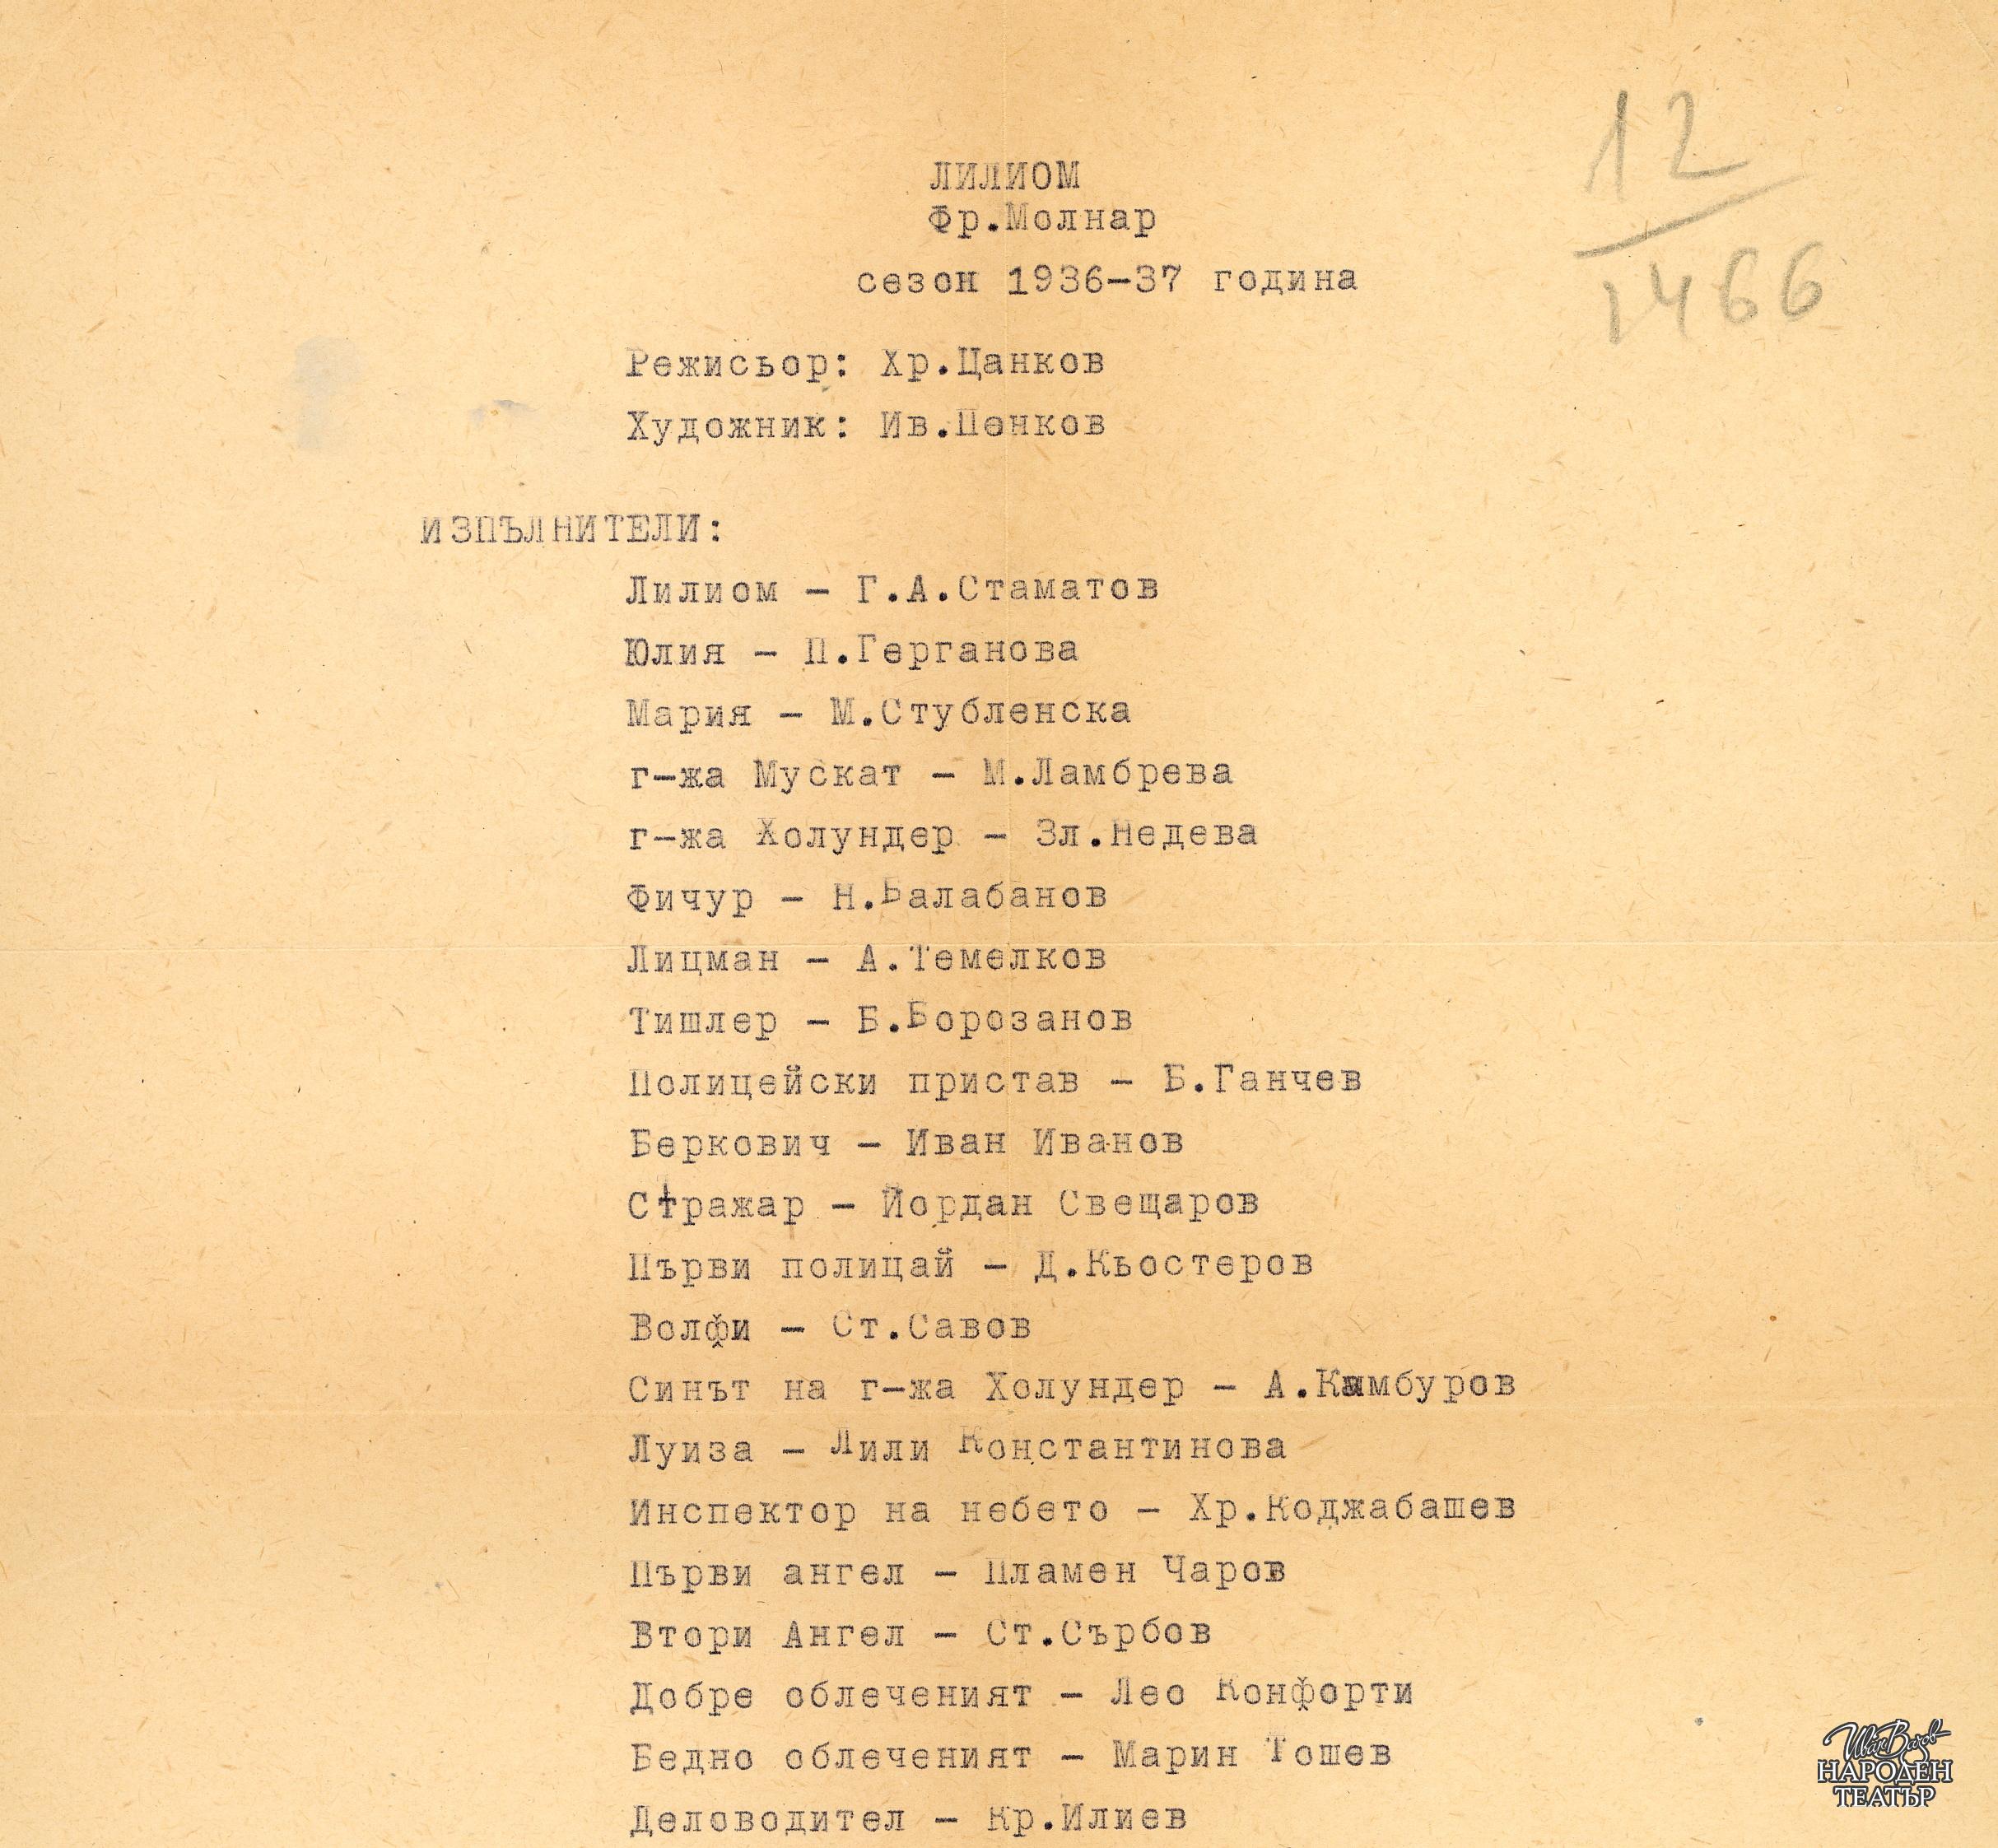 12
1466
ЛИЛИОМ
Фр.Молнар
сезон 1936-37 година
Режисьор: Хр.Цанков
Художник: Ив.Пенков
ИЗПЪЛНИТЕЛИ:
Лилиом - Г.А.Стаматов
Юлия - П.Герганова
Мария - М.Стубленска
г-жа Мускат - М.Ламбрева
г-жа Холундер - Зл.Недева
Фичур - Н.Балабанов
Лицман - А.Темелков
Тишлер - Б.Борозанов
Полицейски пристав - Б.Ганчев
Беркович - Иван Иванов
Стражар - Йордан Свещаров
Първи полицай - Д.Кьостеров
Волфи - Ст.Савов
Синът на г-жа Холундер - А.Камбуров
Луиза - Лили Константинова
Инспектор на небето - Хр.Коджабашев
Първи ангел - Пламен Чаров
Втори Ангел - Ст.Сърбов
Добре облеченият - Лео Конфорти
Бедно облеченият - Марин Тошев
Деловодител - Кр.Илиев
Иван Вазов
НАРОДЕН
ТЕАТЪР